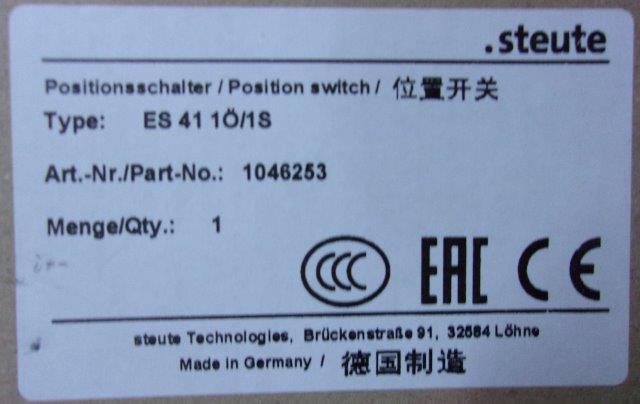 .steute
Positionsschalter / Position switch / 位置开关
Type: ES 41 1Ö/1S
Art.-Nr./Part-No.: 1046253
Menge/Qty.: 1
CCC EAC CE
steute Technologies, Brückenstraße 91, 32584 Löhne
Made in Germany / 德国制造